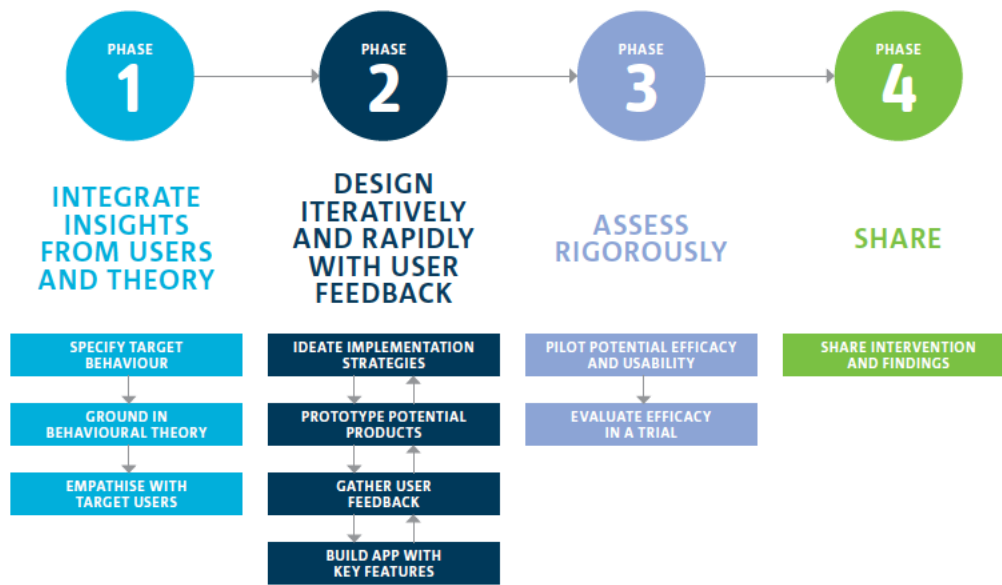 PHASE
1
PHASE
2
PHASE
3
PHASE
4
INTEGRATE
INSIGHTS
FROM USERS
AND THEORY
DESIGN
ITERATIVELY
AND RAPIDLY
WITH USER
FEEDBACK
ASSESS
RIGOROUSLY
SHARE
SPECIFY TARGET
BEHAVIOUR
GROUND IN
BEHAVIOURAL THEORY
EMPATHISE WITH
TARGET USERS
IDEATE IMPLEMENTATION
STRATEGIES
PROTOTYPE POTENTIAL
PRODUCTS
GATHER USER
FEEDBACK
BUILD APP WITH
KEY FEATURES
PILOT POTENTIAL EFFICACY
AND USABILITY
EVALUATE EFFICACY
IN A TRIAL
SHARE INTERVENTION
AND FINDINGS